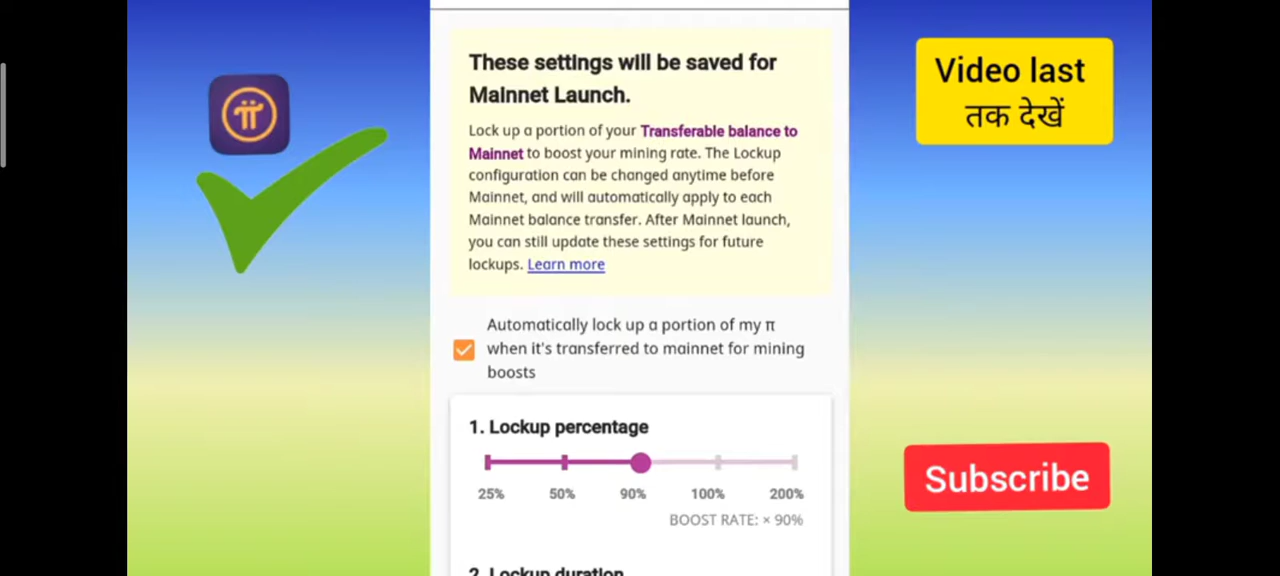 These settings will be saved for
Mainnet Launch.
Lock up a portion of your Transferable balance to
Mainnet to boost your mining rate. The Lockup
configuration can be changed anytime before
Mainnet, and will automatically apply to each
Mainnet balance transfer. After Mainnet launch,
you can still update these settings for future
lockups. Learn more
Automatically lock up a portion of my π
when it's transferred to mainnet for mining
boosts
1. Lockup percentage
25% 50% 90% 100% 200%
BOOST RATE: × 90%
2. Lockup duration
Video last
तक देखें
Subscribe